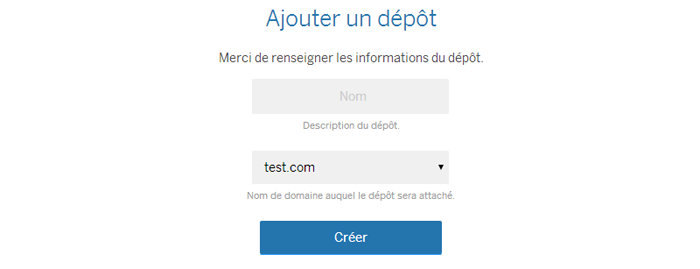 Ajouter un dépôt
Merci de renseigner les informations du dépôt.
Nom
Description du dépôt.
test.com
Nom de domaine auquel le dépôt sera attaché.
Créer